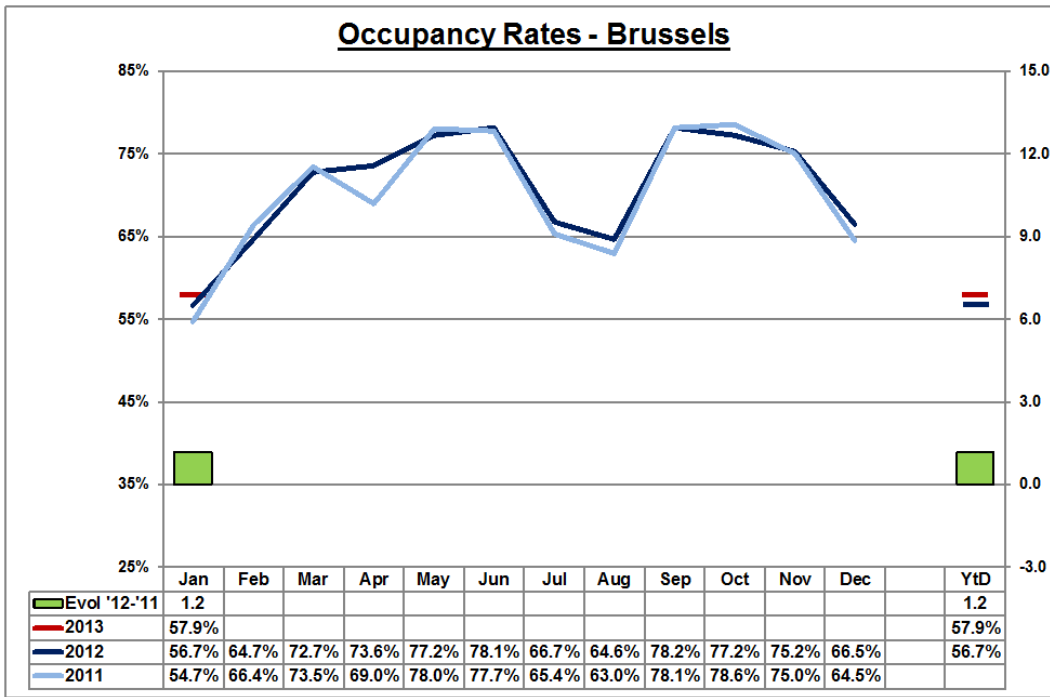 Occupancy Rates - Brussels
85% 15.0
75% 12.0
65% 9.0
55% 6.0
45% 3.0
35% 0.0
25% -3.0
Jan Feb Mar Apr May Jun Jul Aug Sep Oct Nov Dec YtD
Evol '12-'11 1.2 1.2
2013 57.9% 57.9%
2012 56.7% 64.7% 72.7% 73.6% 77.2% 78.1% 66.7% 64.6% 78.2% 77.2% 75.2% 66.5% 56.7%
2011 54.7% 66.4% 73.5% 69.0% 78.0% 77.7% 65.4% 63.0% 78.1% 78.6% 75.0% 64.5%